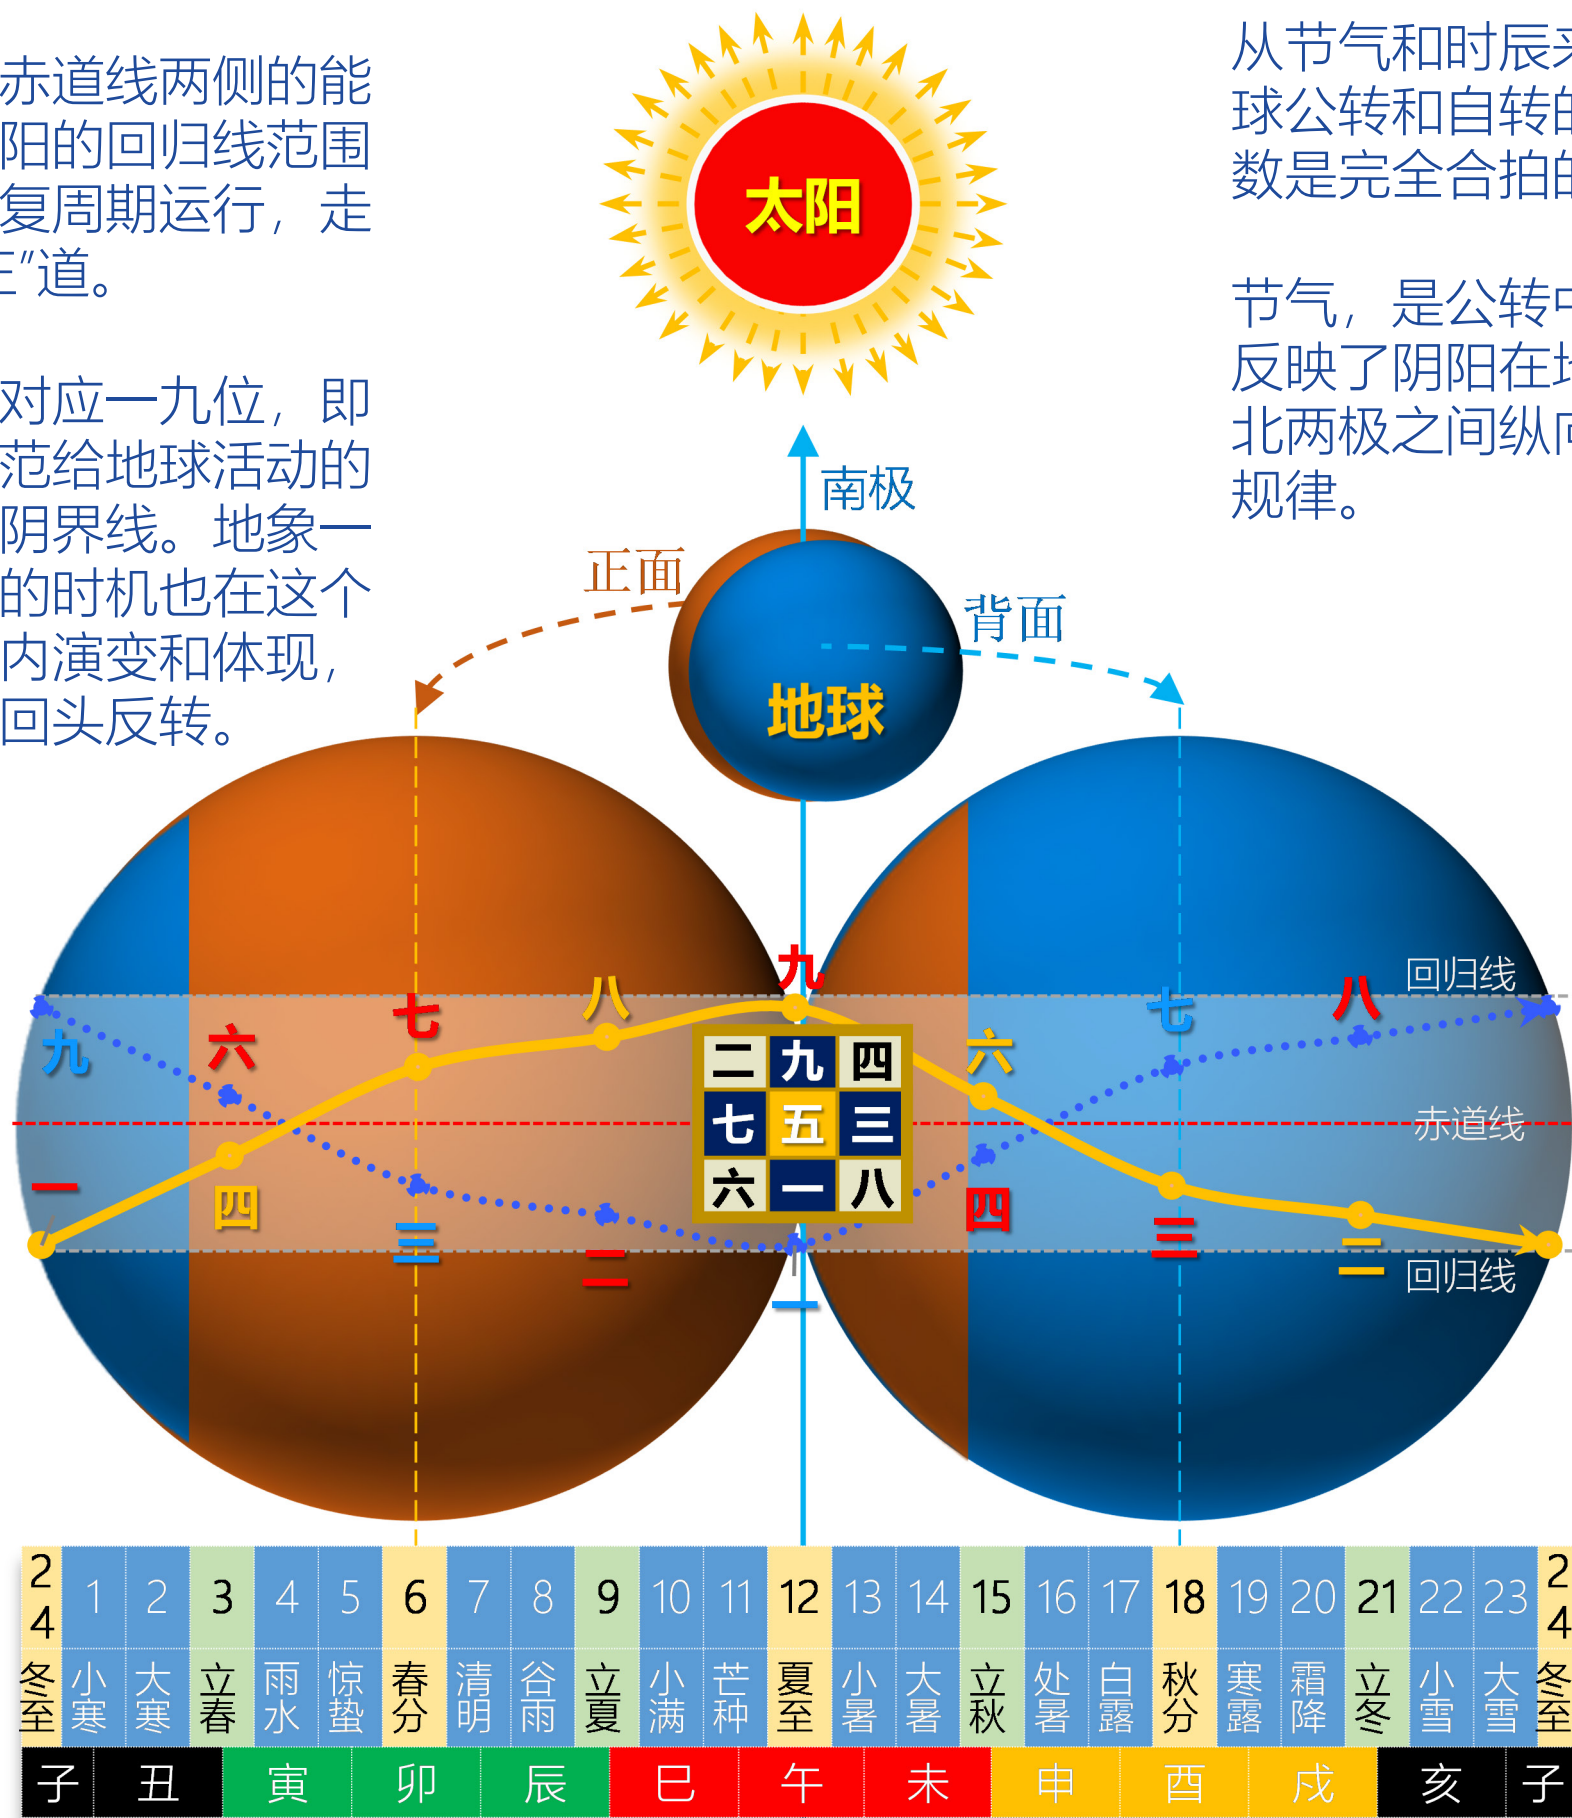 赤道线两侧的能
阳的回归线范围
复周期运行，走
正”道。
对应一九位，即
范给地球活动的
阴界线。地象一
的时机也在这个
内演变和体现，
回头反转。
太阳
从节气和时辰来
球公转和自转的
数是完全合拍的
节气，是公转中
反映了阴阳在地
北两极之间纵向
规律。
南极
正面
背面
地球
九
六
七
八
九
六
七
八
一
四
三
二
一
四
三
二
二 九 四
七 五 三
六 一 八
回归线
赤道线
回归线
24 1 2 3 4 5 6 7 8 9 10 11 12 13 14 15 16 17 18 19 20 21 22 23 24
冬至 小寒 大寒 立春 雨水 惊蛰 春分 清明 谷雨 立夏 小满 芒种 夏至 小暑 大暑 立秋 处暑 白露 秋分 寒露 霜降 立冬 小雪 大雪 冬至
子 丑 寅 卯 辰 巳 午 未 申 酉 戌 亥 子